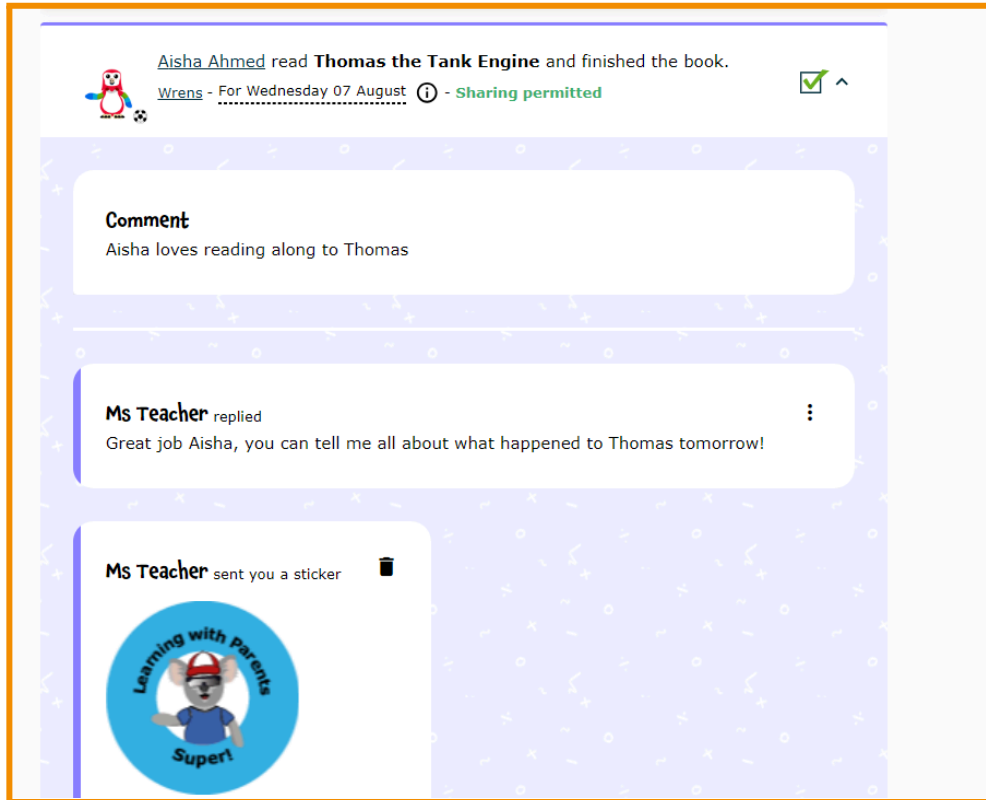 Aisha Ahmed read Thomas the Tank Engine and finished the book.
Wrens - For Wednesday 07 August - Sharing permitted
Comment
Aisha loves reading along to Thomas
Ms Teacher replied
Great job Aisha, you can tell me all about what happened to Thomas tomorrow!
Ms Teacher sent you a sticker
Learning with Parents
Super!